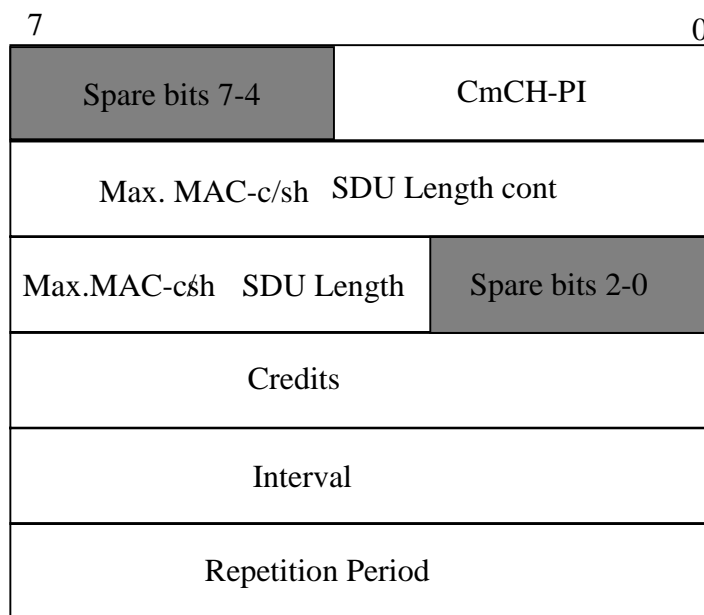 7 0
Spare bits 7-4 CmCH-PI
Max. MAC-c/sh SDU Length cont
Max.MAC-c/sh SDU Length Spare bits 2-0
Credits
Interval
Repetition Period